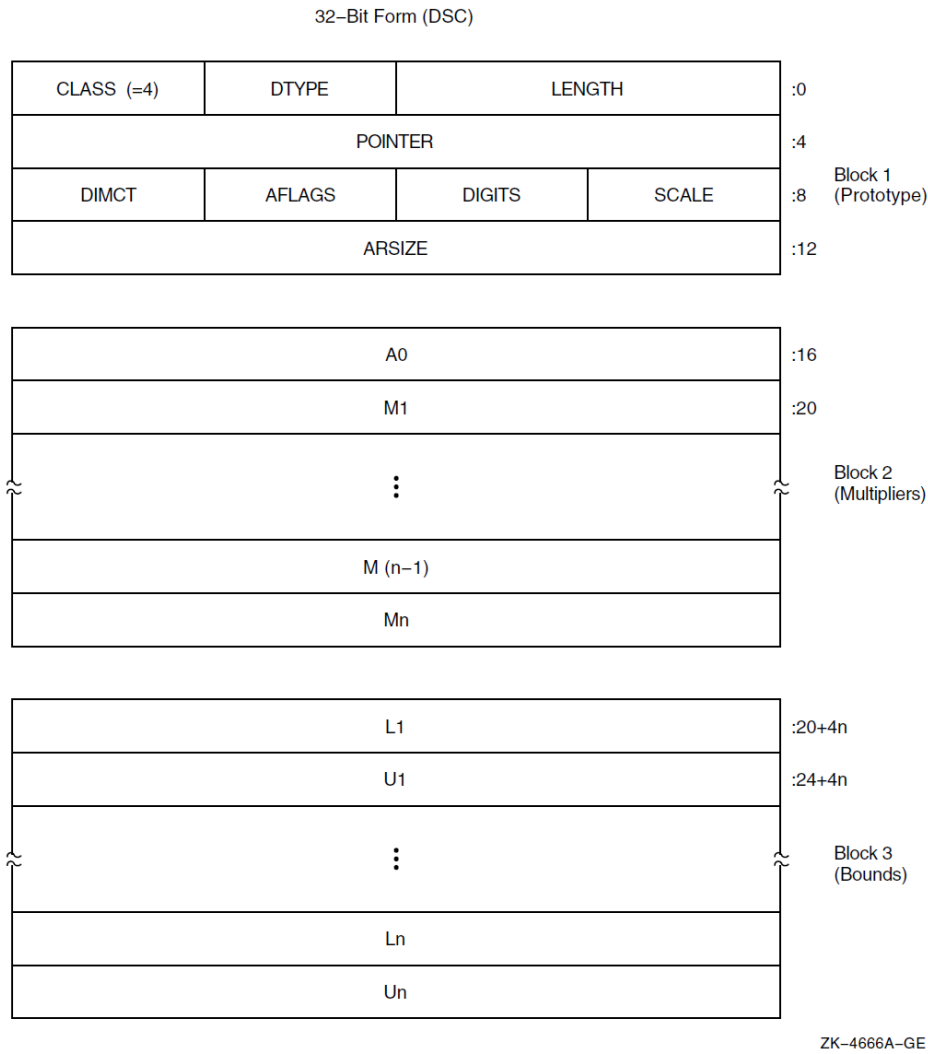 32−Bit Form (DSC)
CLASS (=4) DTYPE LENGTH :0
POINTER :4
DIMCT AFLAGS DIGITS SCALE :8
Block 1
(Prototype)
ARSIZE :12
A0 :16
M1 :20
Block 2
(Multipliers)
M (n−1)
Mn
L1 :20+4n
U1 :24+4n
Block 3
(Bounds)
Ln
Un
ZK−4666A−GE